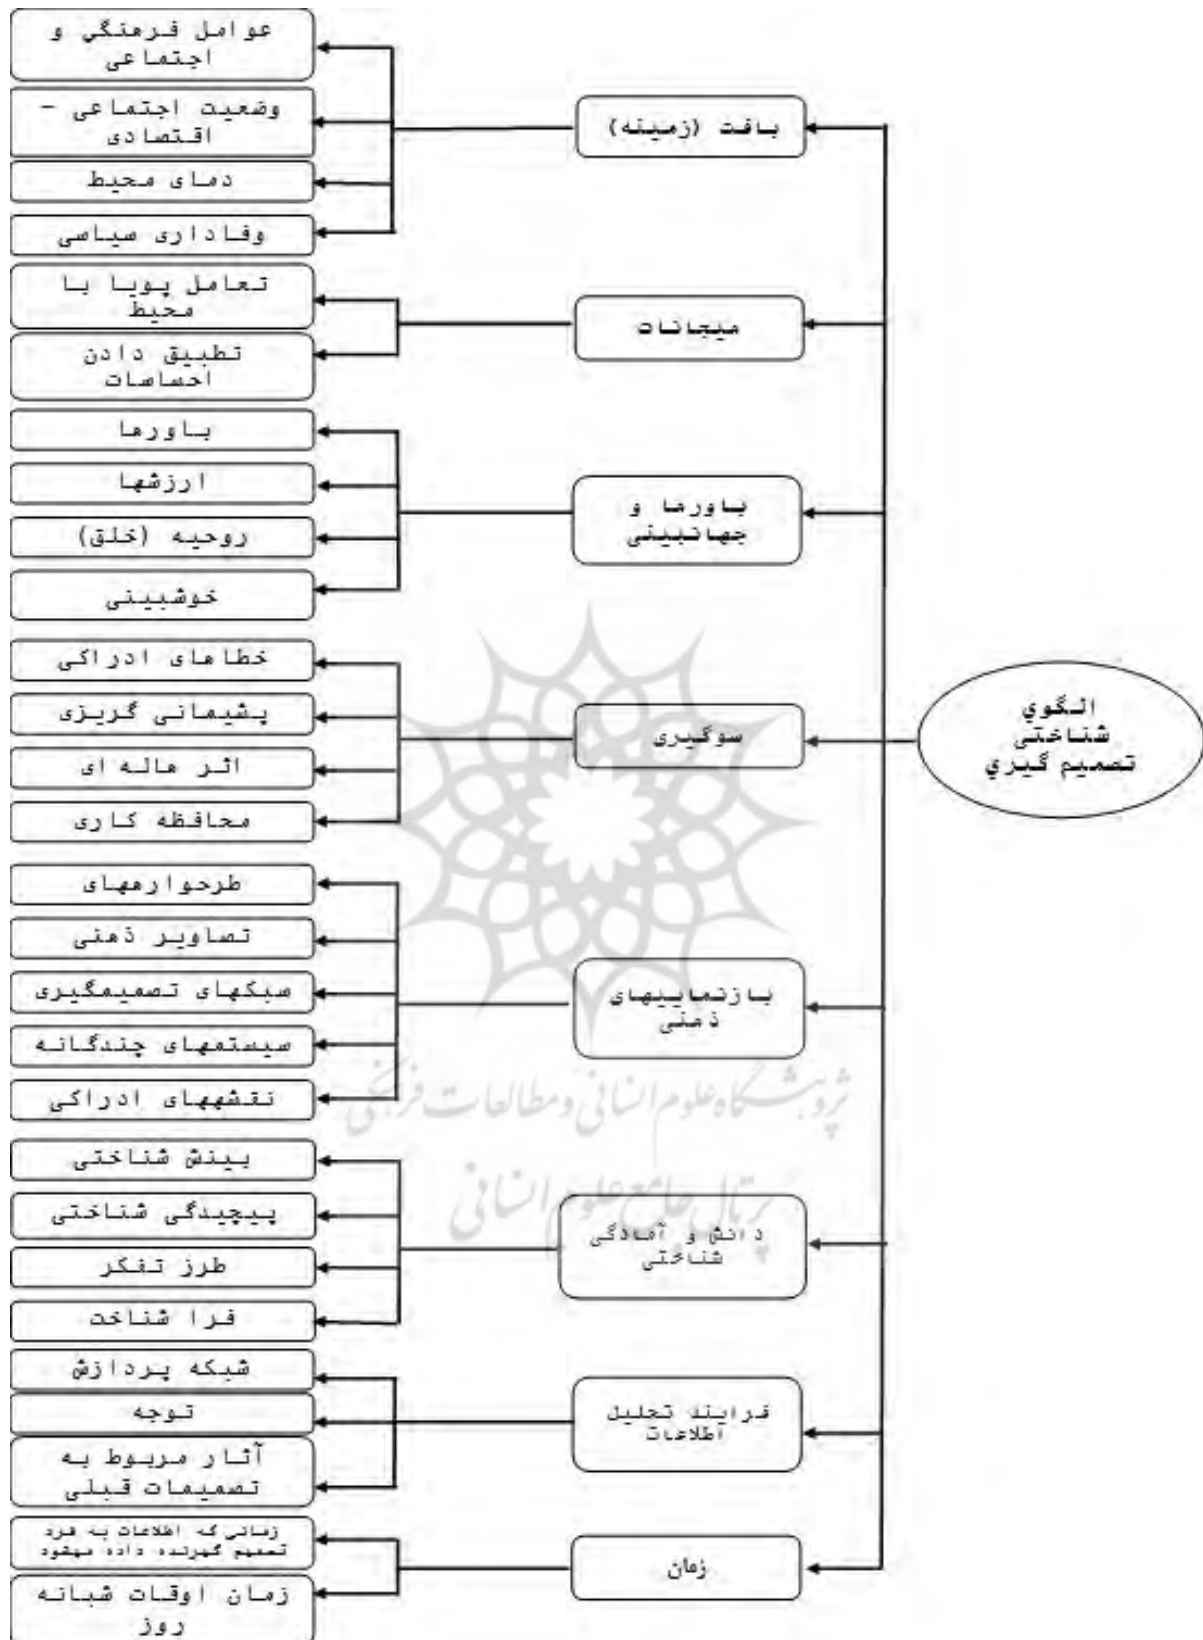 الگوي
شناختی
تصمیم گیري
بافت (زمینه)
عوامل فرهنگي و
اجتماعی
وضعیت اجتماعی -
اقتصادی
دمای محیط
وفاداری سیاسی
هیجانات
تعامل پویا با
محیط
تطبیق دادن
احساسات
باورها و
جهانبینی
باورها
ارزشها
روحیه (خلق)
خوشبینی
سوگیری
خطاهای ادراکی
پشیمانی گریزی
اثر هاله ای
محافظه کاری
بازنماییهای
ذهنی
طرحوارههای
تصاویر ذهنی
سبکهای تصمیمگیری
سیستمهای چندگانه
نقشههای ادراکی
دانش و آمادگی
شناختی
بینش شناختی
پیچیدگی شناختی
طرز تفکر
فرا شناخت
فرایند تحلیل
اطلاعات
شبکه پردازش
توجه
آثار مربوط به
تصمیمات قبلی
زمان
زمانی که اطلاعات به فرد
تصمیم گیرنده داده میشود
زمان اوقات شبانه
روز
پژوهشگاه علوم انسانی و مطالعات فرهنگی
پرتال جامع علوم انسانی